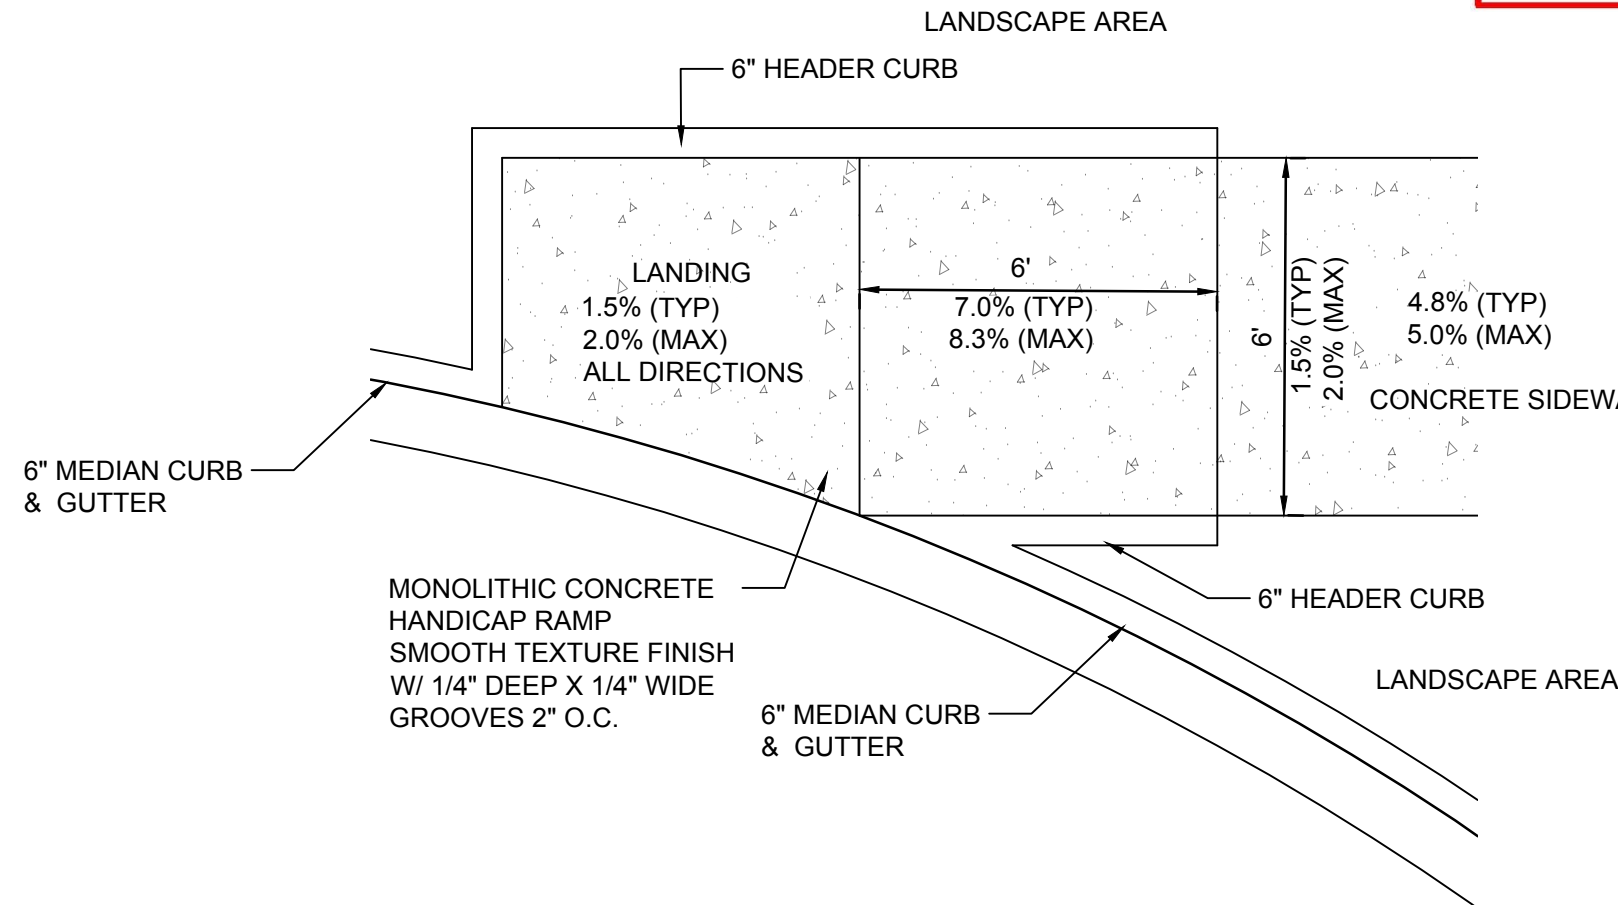 LANDSCAPE AREA
6" HEADER CURB
LANDING
1.5% (TYP)
2.0% (MAX)
ALL DIRECTIONS
6'
7.0% (TYP)
8.3% (MAX)
6'
1.5% (TYP)
2.0% (MAX)
4.8% (TYP)
5.0% (MAX)
CONCRETE SIDEWA
6" MEDIAN CURB
& GUTTER
MONOLITHIC CONCRETE
HANDICAP RAMP
SMOOTH TEXTURE FINISH
W/ 1/4" DEEP X 1/4" WIDE
GROOVES 2" O.C.
6" HEADER CURB
6" MEDIAN CURB
& GUTTER
LANDSCAPE AREA